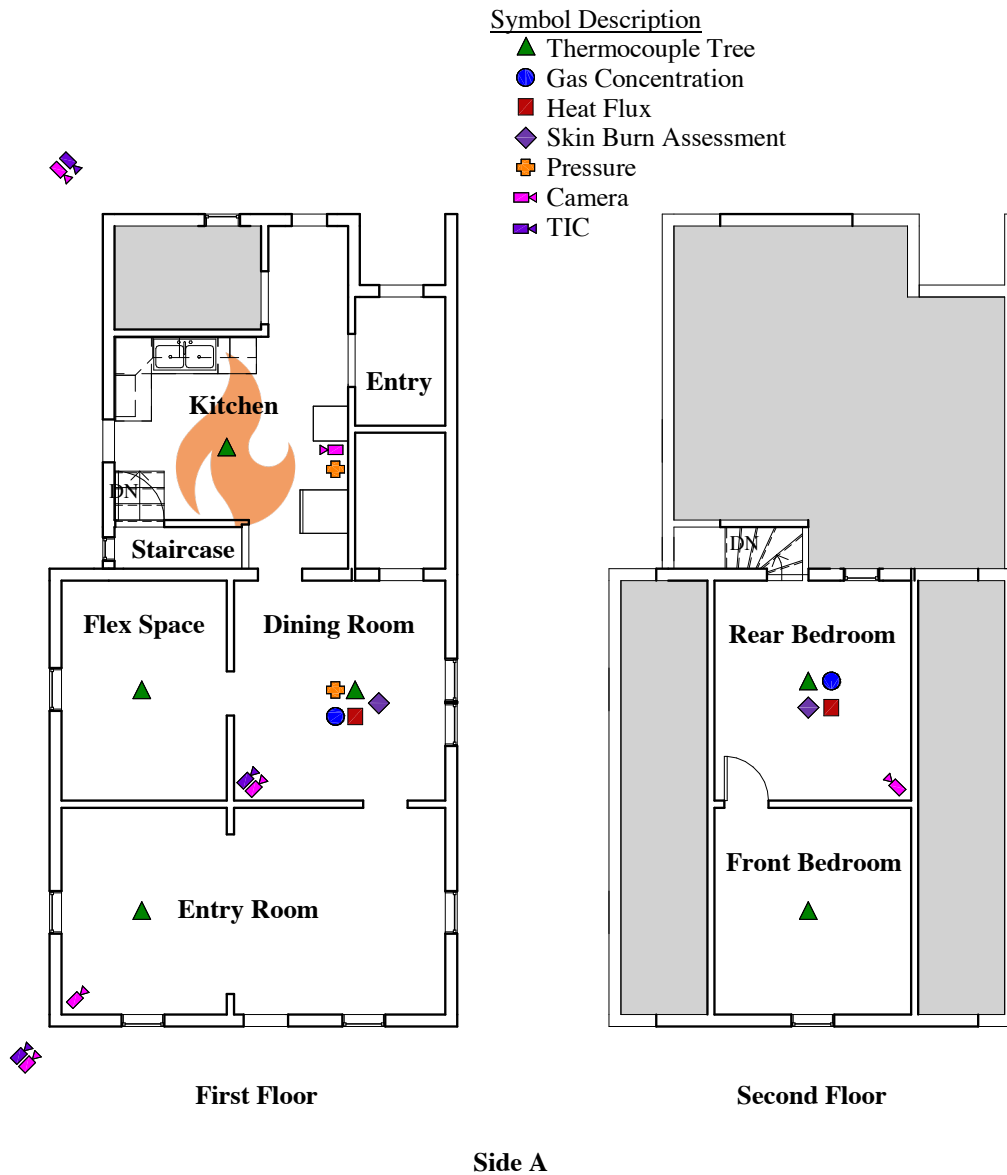 Symbol Description
Thermocouple Tree
Gas Concentration
Heat Flux
Skin Burn Assessment
Pressure
Camera
TIC
Entry
Kitchen
DN
Staircase
DN
Flex Space
Dining Room
Rear Bedroom
Front Bedroom
Entry Room
First Floor
Second Floor
Side A